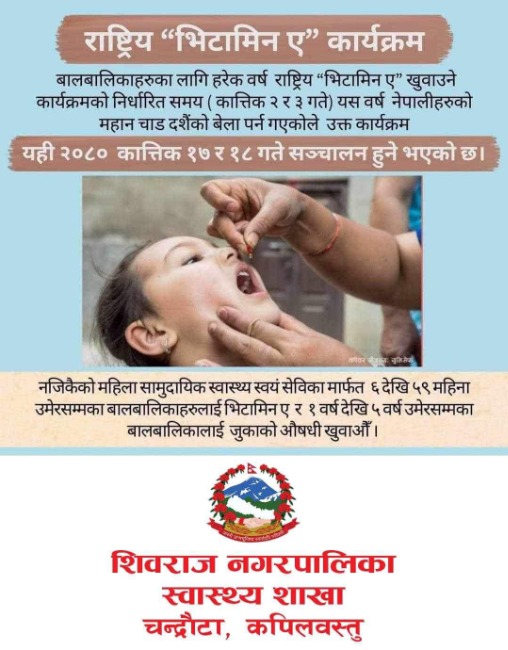 राष्ट्रिय “भिटामिन ए” कार्यक्रम
बालबालिकाहरुका लागि हरेक वर्ष राष्ट्रिय “भिटामिन ए” खुवाउने
कार्यक्रमको निर्धारित समय ( कात्तिक २ र ३ गते) यस वर्ष नेपालीहरुको
महान चाड दशैंको बेला पर्न गएकोले उक्त कार्यक्रम
यही २०८० कात्तिक १७ र १८ गते सञ्चालन हुने भएको छ।
नजिकैको महिला सामुदायिक स्वास्थ्य स्वयं सेविका मार्फत ६ देखि ५९ महिना
उमेरसम्मका बालबालिकाहरुलाई भिटामिन ए र १ वर्ष देखि ५ वर्ष उमेरसम्मका
बालबालिकालाई जुकाको औषधी खुवाऔँ ।
शिवराज नगरपालिका
स्वास्थ्य शाखा
चन्द्रौटा, कपिलवस्तु